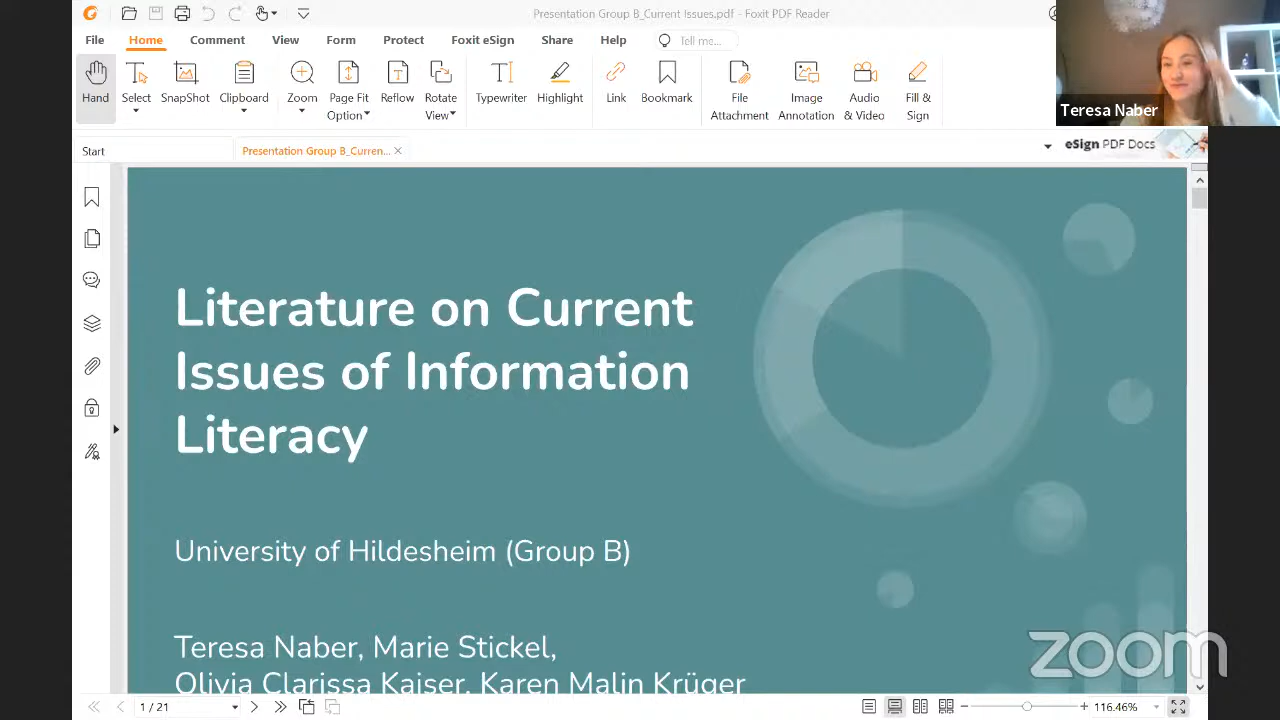 Presentation Group B_Current Issues.pdf - Foxit PDF Reader
File Home Comment View Form Protect Foxit eSign Share Help Tell me...
Hand Select SnapShot Clipboard Zoom Page Fit Option Reflow Rotate View Typewriter Highlight Link Bookmark File Attachment Image Annotation Audio & Video Fill & Sign
Teresa Naber
Start Presentation Group B_Curren... eSign PDF Docs
Literature on Current
Issues of Information
Literacy
University of Hildesheim (Group B)
Teresa Naber, Marie Stickel,
Olivia Clarissa Kaiser, Karen Malin Krüger
zoom
1 / 21 116.46%